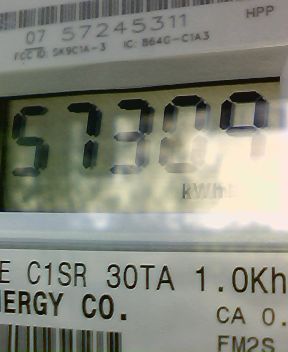 HPP
07 57245311
FCC ID: SK9C1A-3 IC: 864G-C1A3
57309
kWh
E C1SR 30TA 1.0Kh
NERGY CO.
CA 0.
FM2S